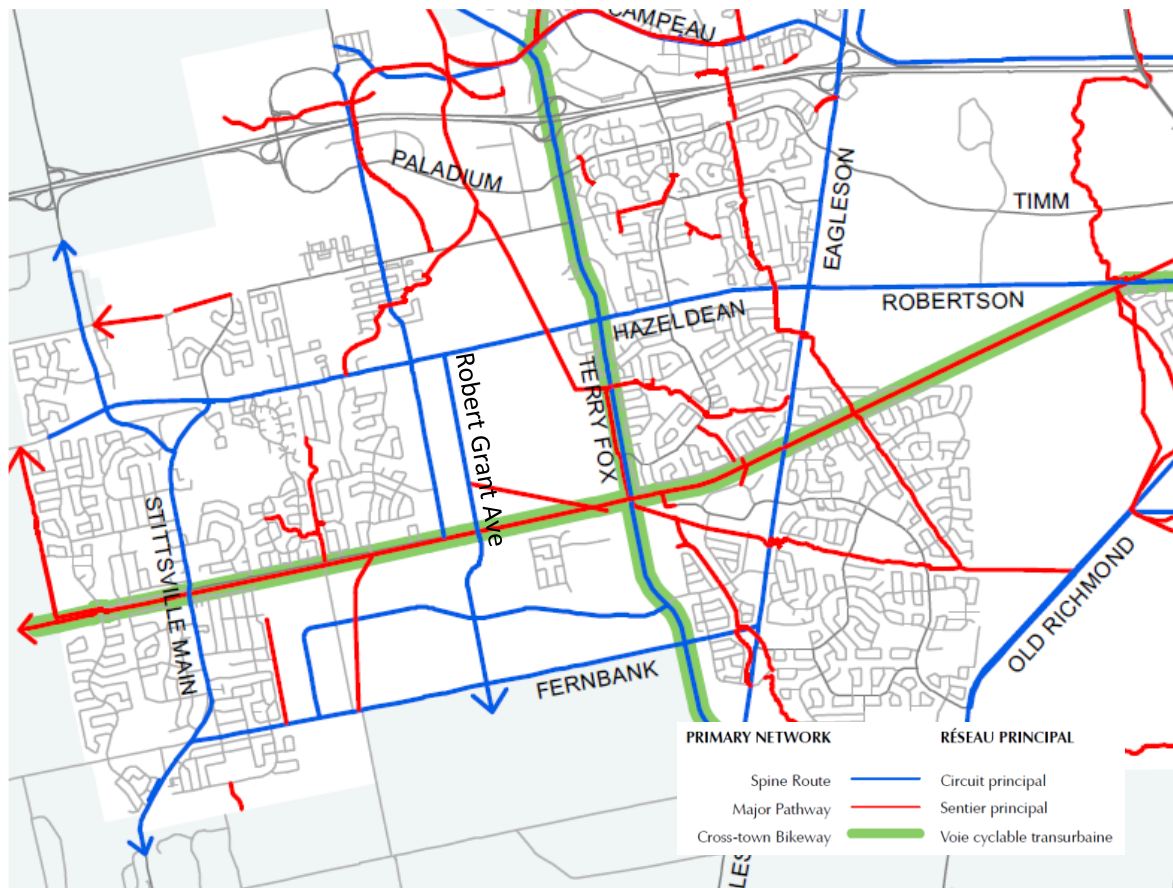 CAMPEAU
PALADIUM
EAGLESON
TIMM
ROBERTSON
HAZELDEAN
TERRY FOX
Robert Grant Ave
STITTSVILLE MAIN
OLD RICHMOND
FERNBANK
PRIMARY NETWORK RÉSEAU PRINCIPAL
Spine Route Circuit principal
Major Pathway Sentier principal
Cross-town Bikeway Voie cyclable transurbaine
LES